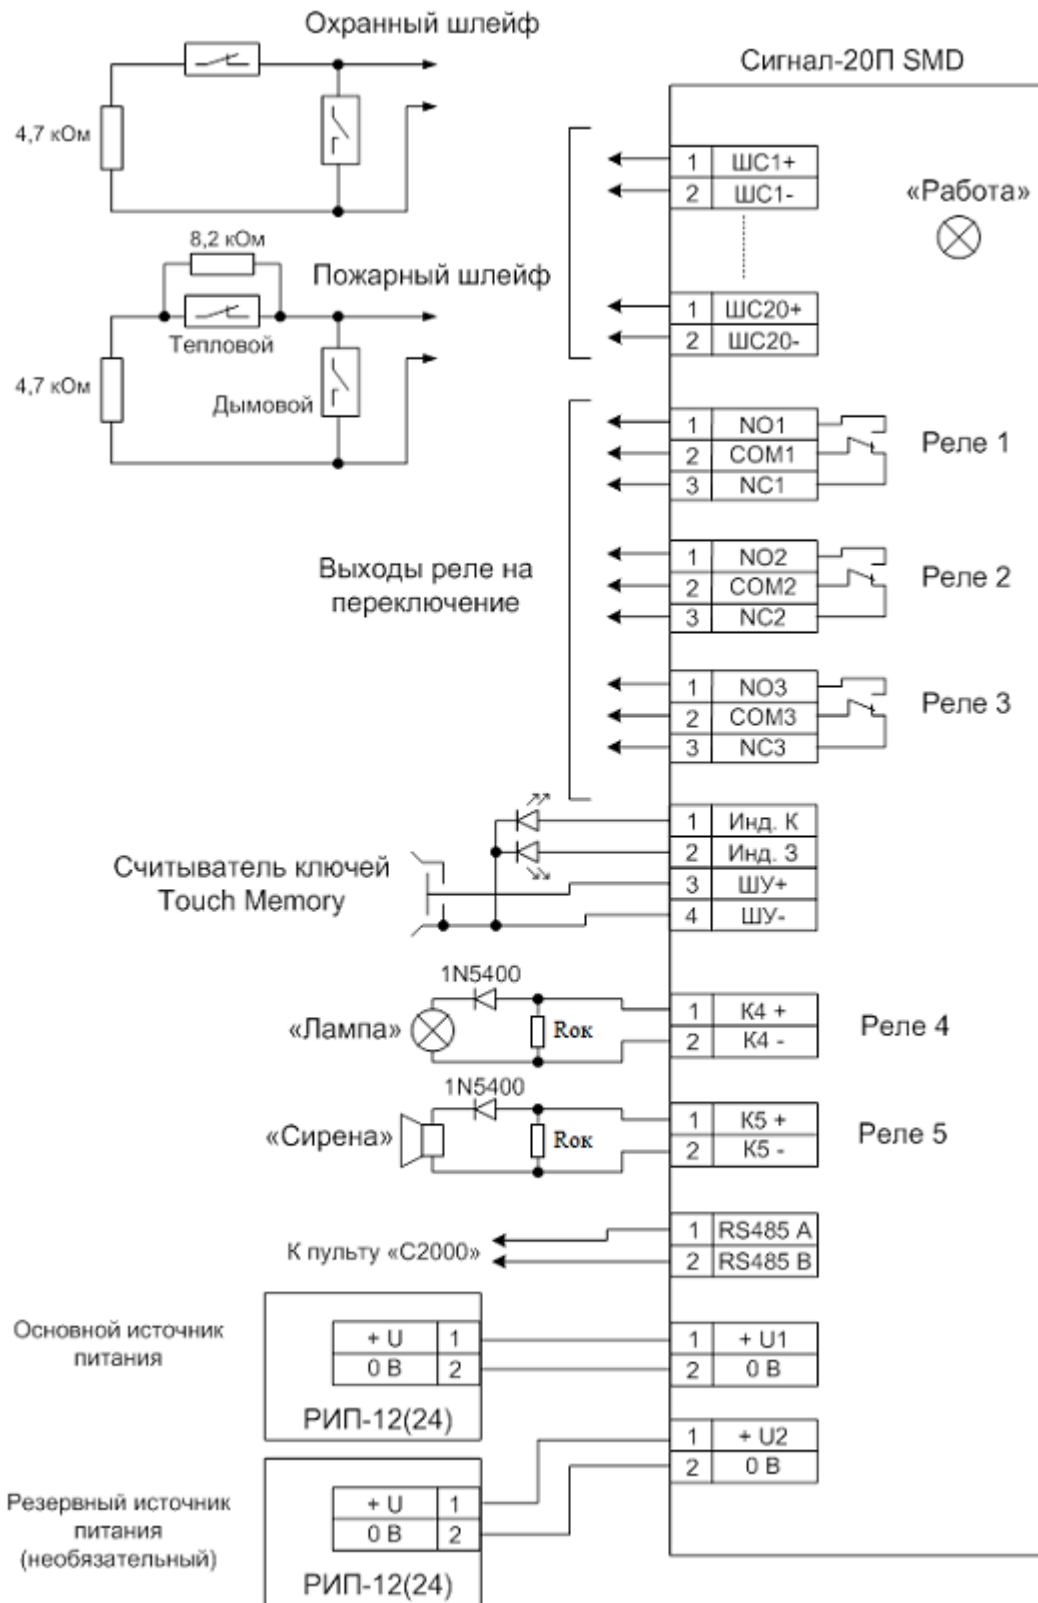 Охранный шлейф
4,7 кОм
8,2 кОм
Пожарный шлейф
Тепловой
4,7 кОм
Дымовой
Выходы реле на
переключение
Считыватель ключей
Touch Memory
1N5400
«Лампа»
Rок
1N5400
«Сирена»
Rок
К пульту «С2000»
Основной источник
питания
+ U 1
0 В 2
РИП-12(24)
Резервный источник
питания
(необязательный)
+ U 1
0 В 2
РИП-12(24)
Сигнал-20П SMD
«Работа»
1 ШС1+
2 ШС1-
1 ШС20+
2 ШС20-
1 NO1
2 COM1
3 NC1
Реле 1
1 NO2
2 COM2
3 NC2
Реле 2
1 NO3
2 COM3
3 NC3
Реле 3
1 Инд. К
2 Инд. З
3 ШУ+
4 ШУ-
1 К4 +
2 К4 -
Реле 4
1 К5 +
2 К5 -
Реле 5
1 RS485 A
2 RS485 B
1 + U1
2 0 В
1 + U2
2 0 В